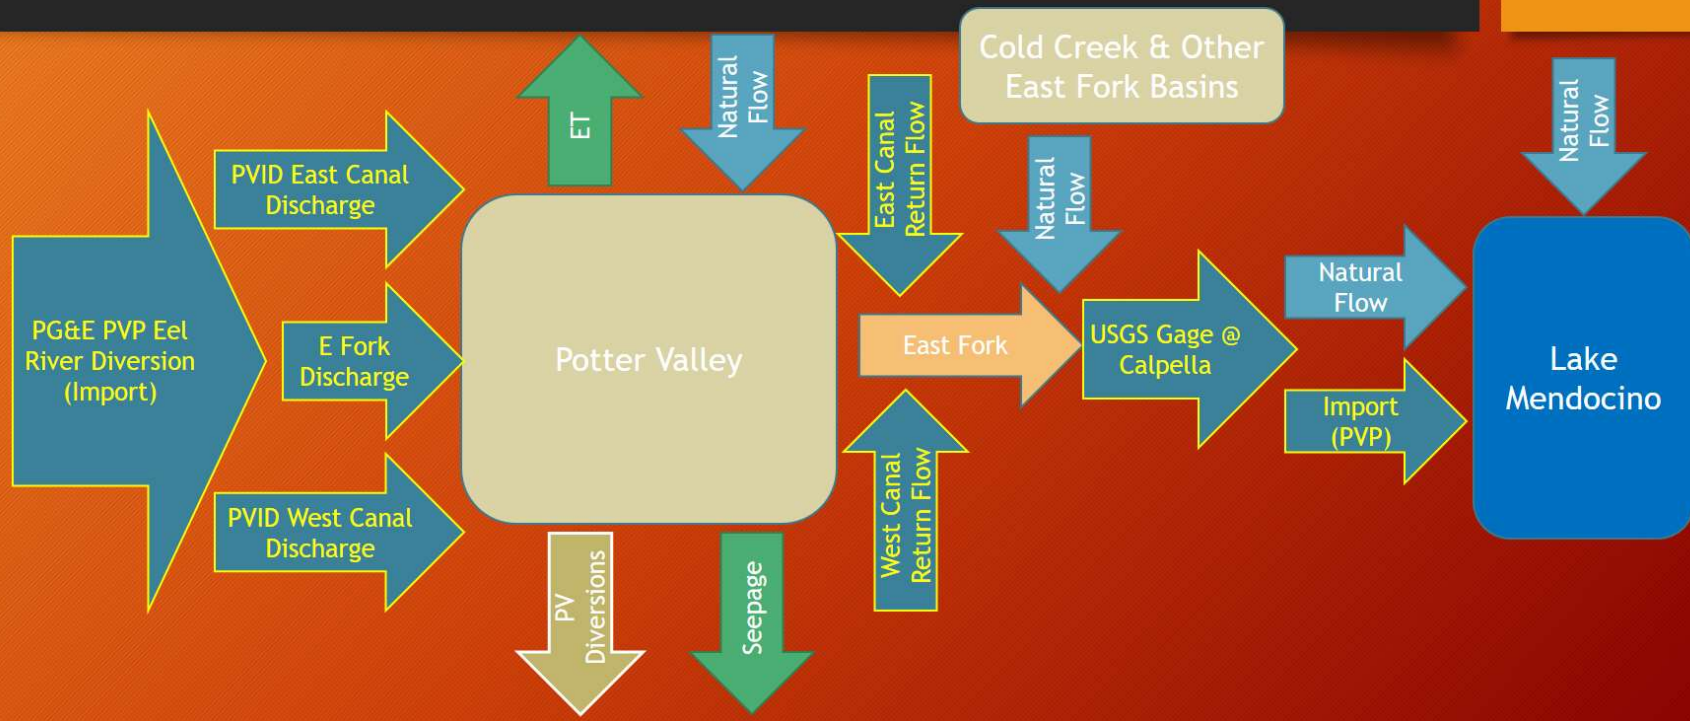 Cold Creek & Other
East Fork Basins
Natural
Flow
ET
Natural
Flow
East Canal
Return Flow
Natural
Flow
PVID East Canal
Discharge
PG&E PVP Eel
River Diversion
(Import)
E Fork
Discharge
PVID West Canal
Discharge
Potter Valley
East Fork
USGS Gage @
Calpella
Natural
Flow
Import
(PVP)
Lake
Mendocino
West Canal
Return Flow
PV
Diversions
Seepage